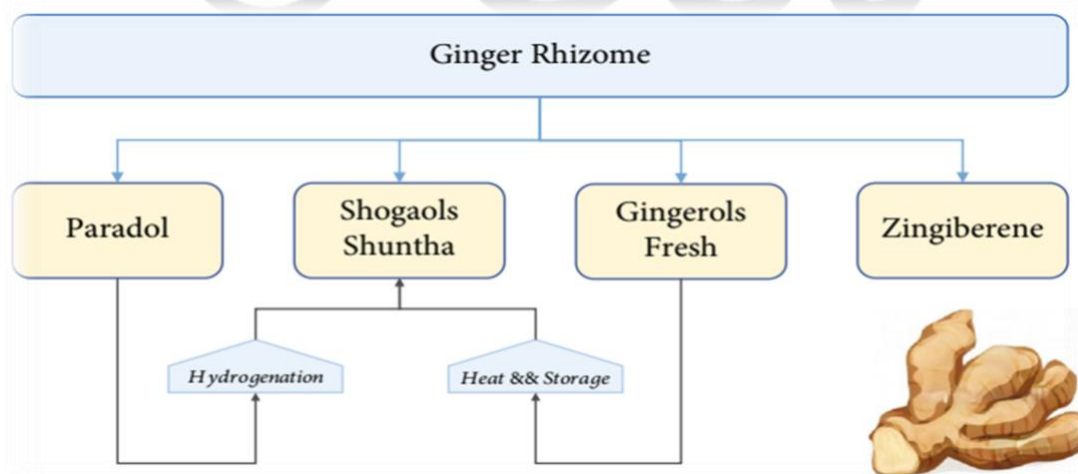 Ginger Rhizome
Paradol
Shogaols
Shuntha
Gingerols
Fresh
Zingiberene
Hydrogenation
Heat && Storage